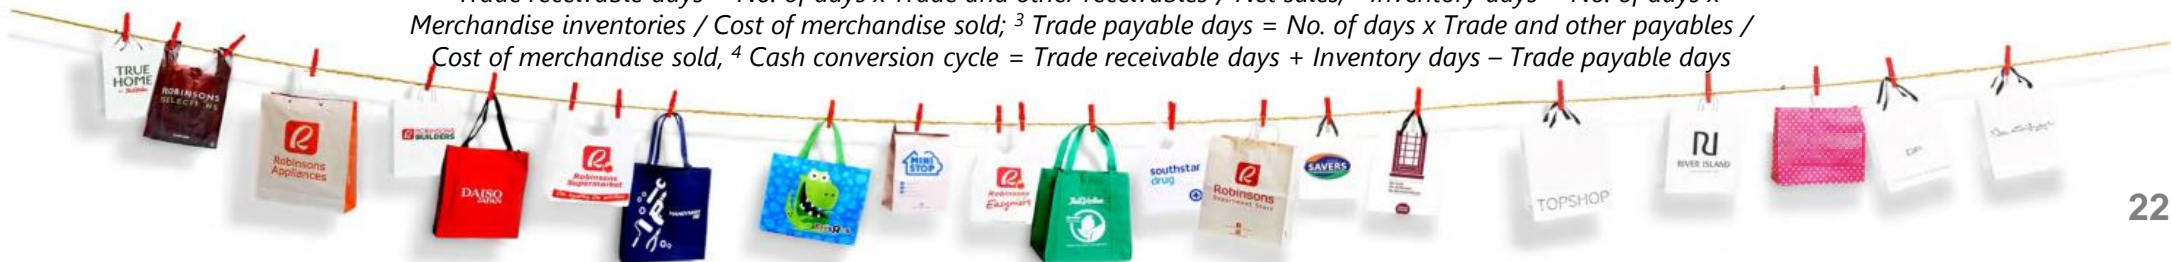 Merchandise inventories / Cost of merchandise sold; ³ Trade payable days = No. of days x Trade and other payables /
Cost of merchandise sold, ⁴ Cash conversion cycle = Trade receivable days + Inventory days – Trade payable days
TRUE
HOME
ROBINSONS
SELECTIONS
Robinsons
Appliances
ROBINSONS
BUILDERS
DAISO
JAPAN
Robinsons
Supermarket
HANDYMAN
MINI
STOP
Robinsons
Easymart
southstar
drug
Robinsons
Department Store
SAVERS
TOPSHOP
RIVER ISLAND
DP
22